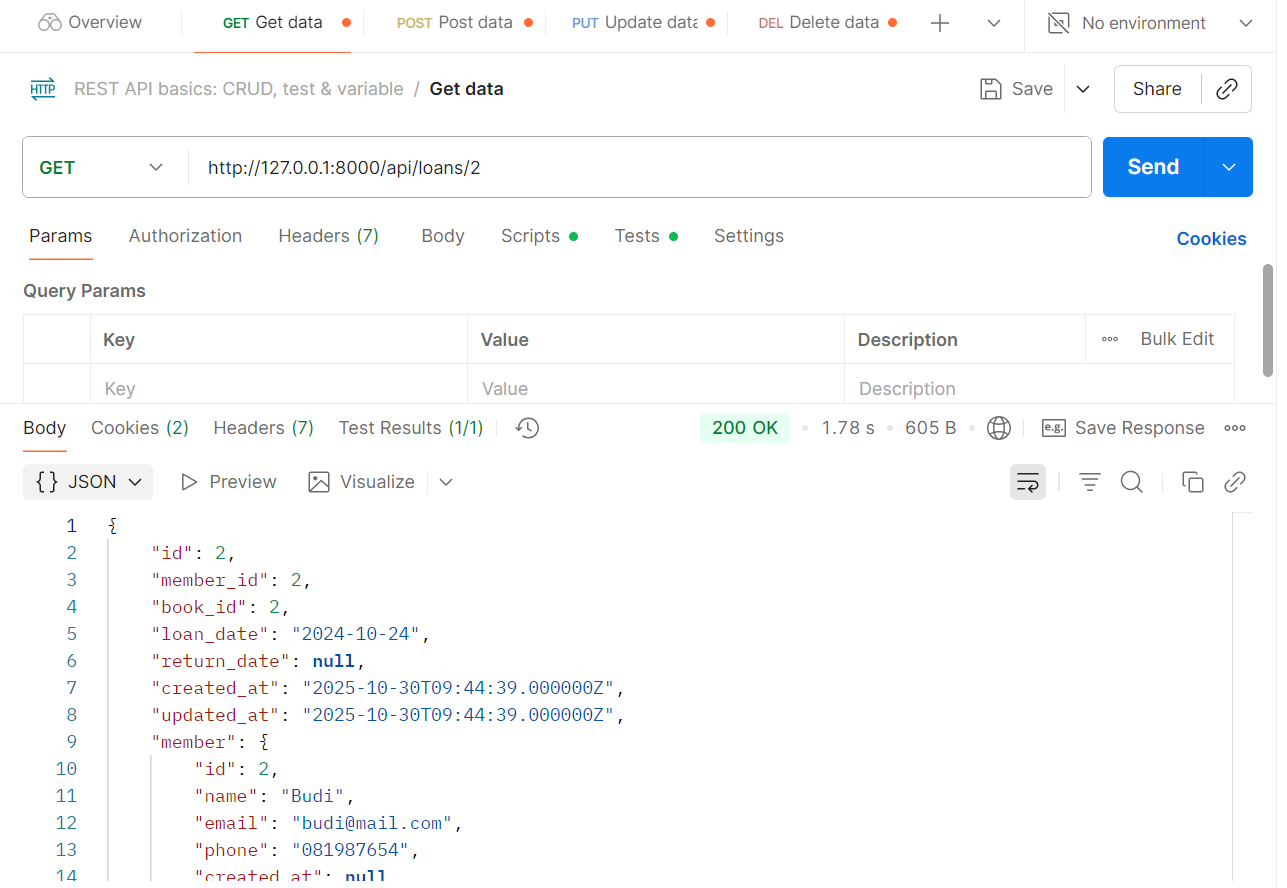 Overview GET Get data POST Post data PUT Update data DEL Delete data No environment
HTTP REST API basics: CRUD, test & variable / Get data Save Share
GET http://127.0.0.1:8000/api/loans/2 Send
Params Authorization Headers (7) Body Scripts Tests Settings Cookies
Query Params
Key Value Description Bulk Edit
Key Value Description
Body Cookies (2) Headers (7) Test Results (1/1) 200 OK 1.78 s 605 B e.g. Save Response
{} JSON Preview Visualize
1 {
2 "id": 2,
3 "member_id": 2,
4 "book_id": 2,
5 "loan_date": "2024-10-24",
6 "return_date": null,
7 "created_at": "2025-10-30T09:44:39.000000Z",
8 "updated_at": "2025-10-30T09:44:39.000000Z",
9 "member": {
10 "id": 2,
11 "name": "Budi",
12 "email": "budi@mail.com",
13 "phone": "081987654",
14 "created_at": null